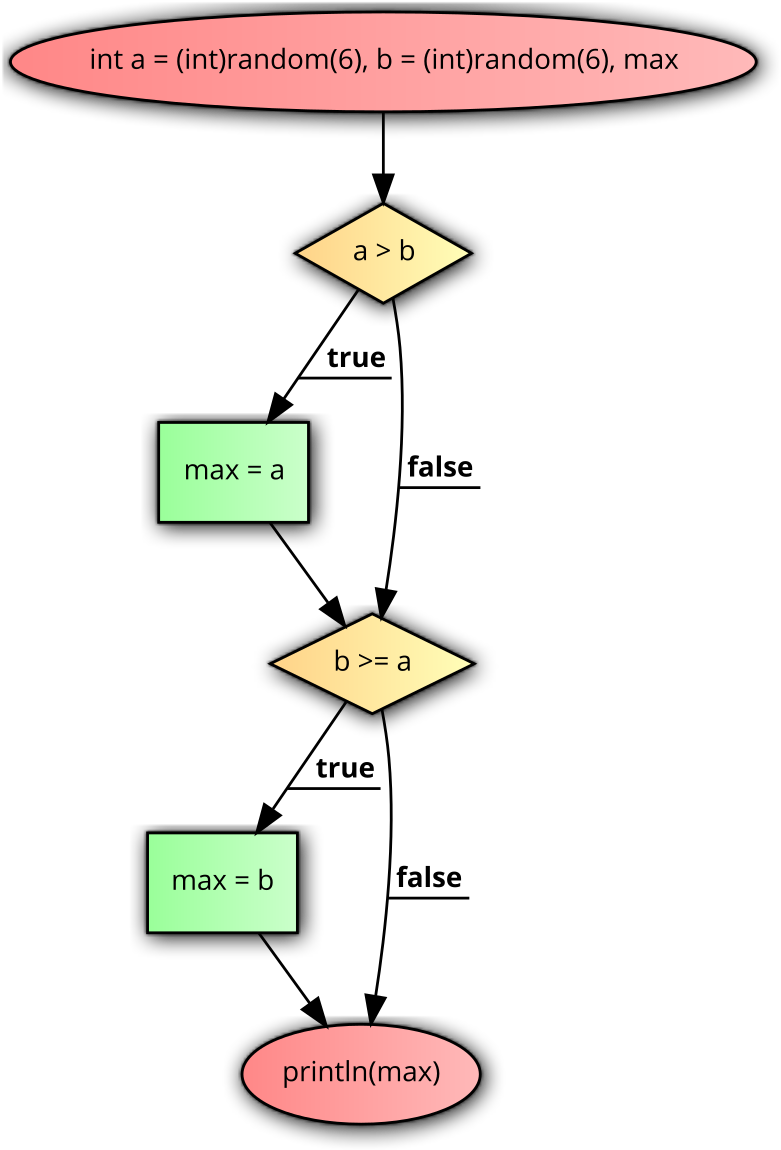 int a = (int)random(6), b = (int)random(6), max
a > b
true
max = a
false
b >= a
true
max = b
false
println(max)